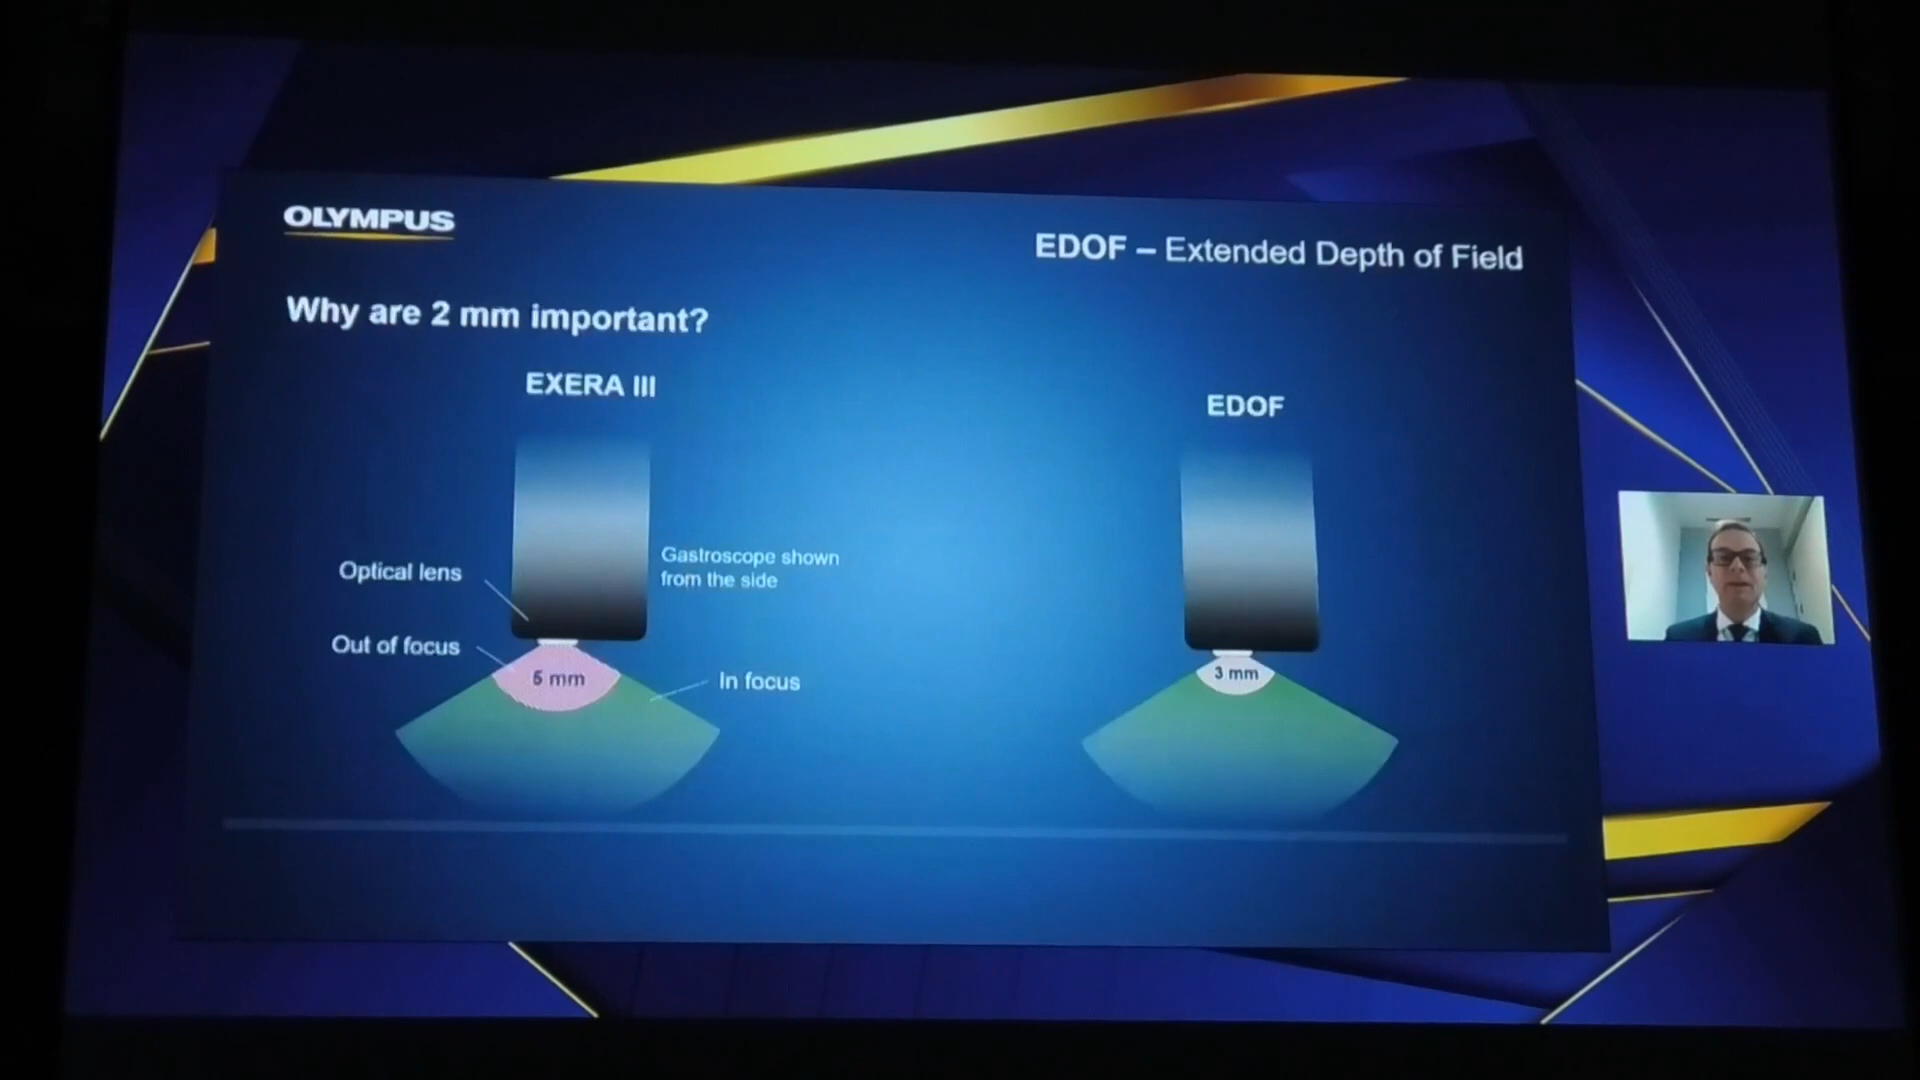 OLYMPUS
EDOF – Extended Depth of Field
Why are 2 mm important?
EXERA III
EDOF
Optical lens
Gastroscope shown
from the side
Out of focus
5 mm
In focus
3 mm